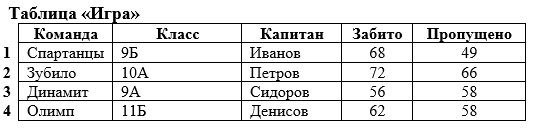 Таблица «Игра»
Команда Класс Капитан Забито Пропущено
1 Спартанцы 9Б Иванов 68 49
2 Зубило 10А Петров 72 66
3 Динамит 9А Сидоров 56 58
4 Олимп 11Б Денисов 62 58